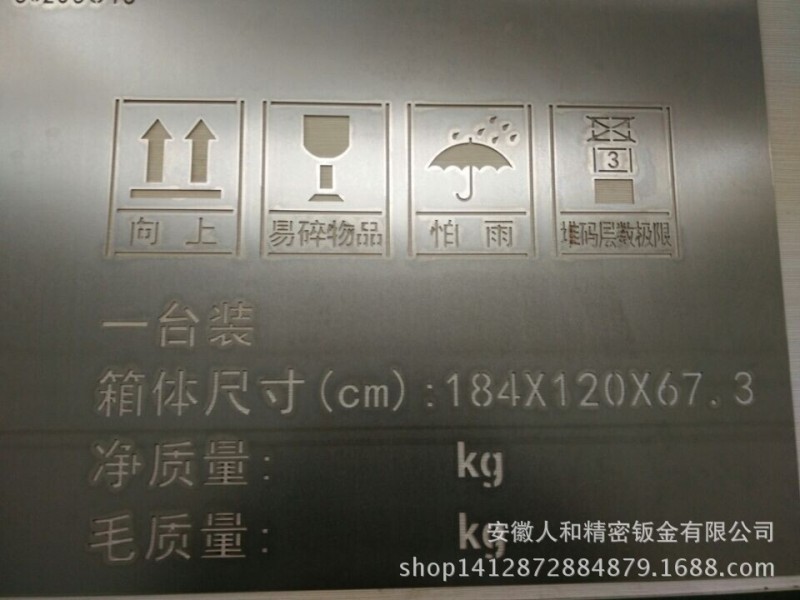 向上
易碎物品
怕雨
3
堆码层数极限
一台装
箱体尺寸(cm):184X120X67.3
净质量: kg
毛质量: kg
安徽人和精密钣金有限公司
shop1412872884879.1688.com